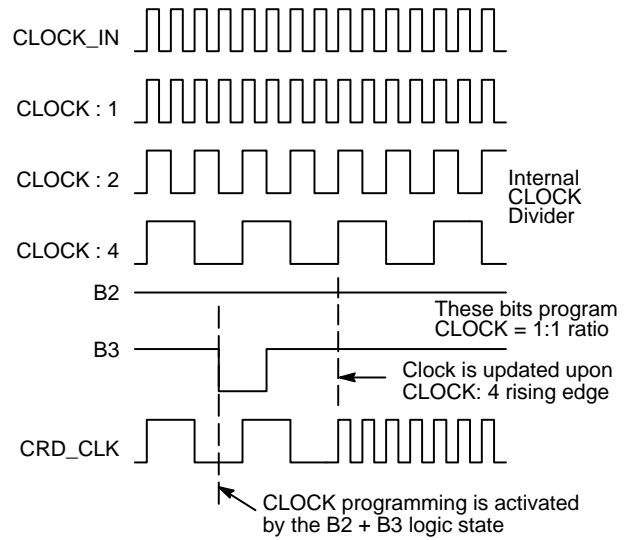 CLOCK_IN
CLOCK : 1
CLOCK : 2
Internal
CLOCK
Divider
CLOCK : 4
B2
These bits program
CLOCK = 1:1 ratio
B3
Clock is updated upon
CLOCK: 4 rising edge
CRD_CLK
CLOCK programming is activated
by the B2 + B3 logic state